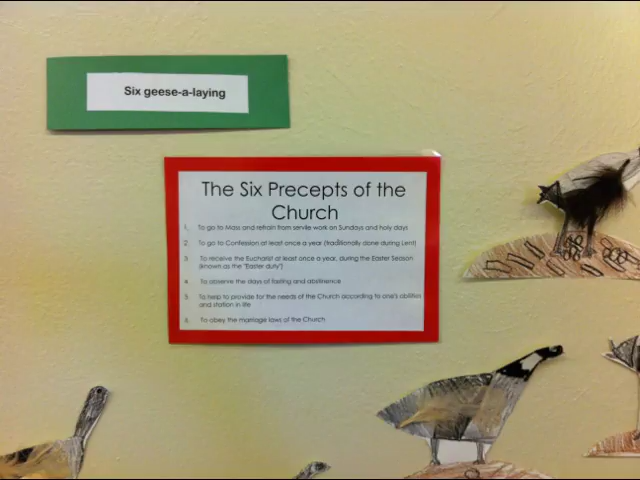 Six geese-a-laying
The Six Precepts of the
Church
1. To go to Mass and refrain from servile work on Sundays and holy days
2. To go to Confession at least once a year (traditionally done during Lent)
3. To receive the Eucharist at least once a year, during the Easter Season
(known as the "Easter duty")
4. To observe the days of fasting and abstinence
5. To help to provide for the needs of the Church according to one's abilities
and station in life
6. To obey the marriage laws of the Church